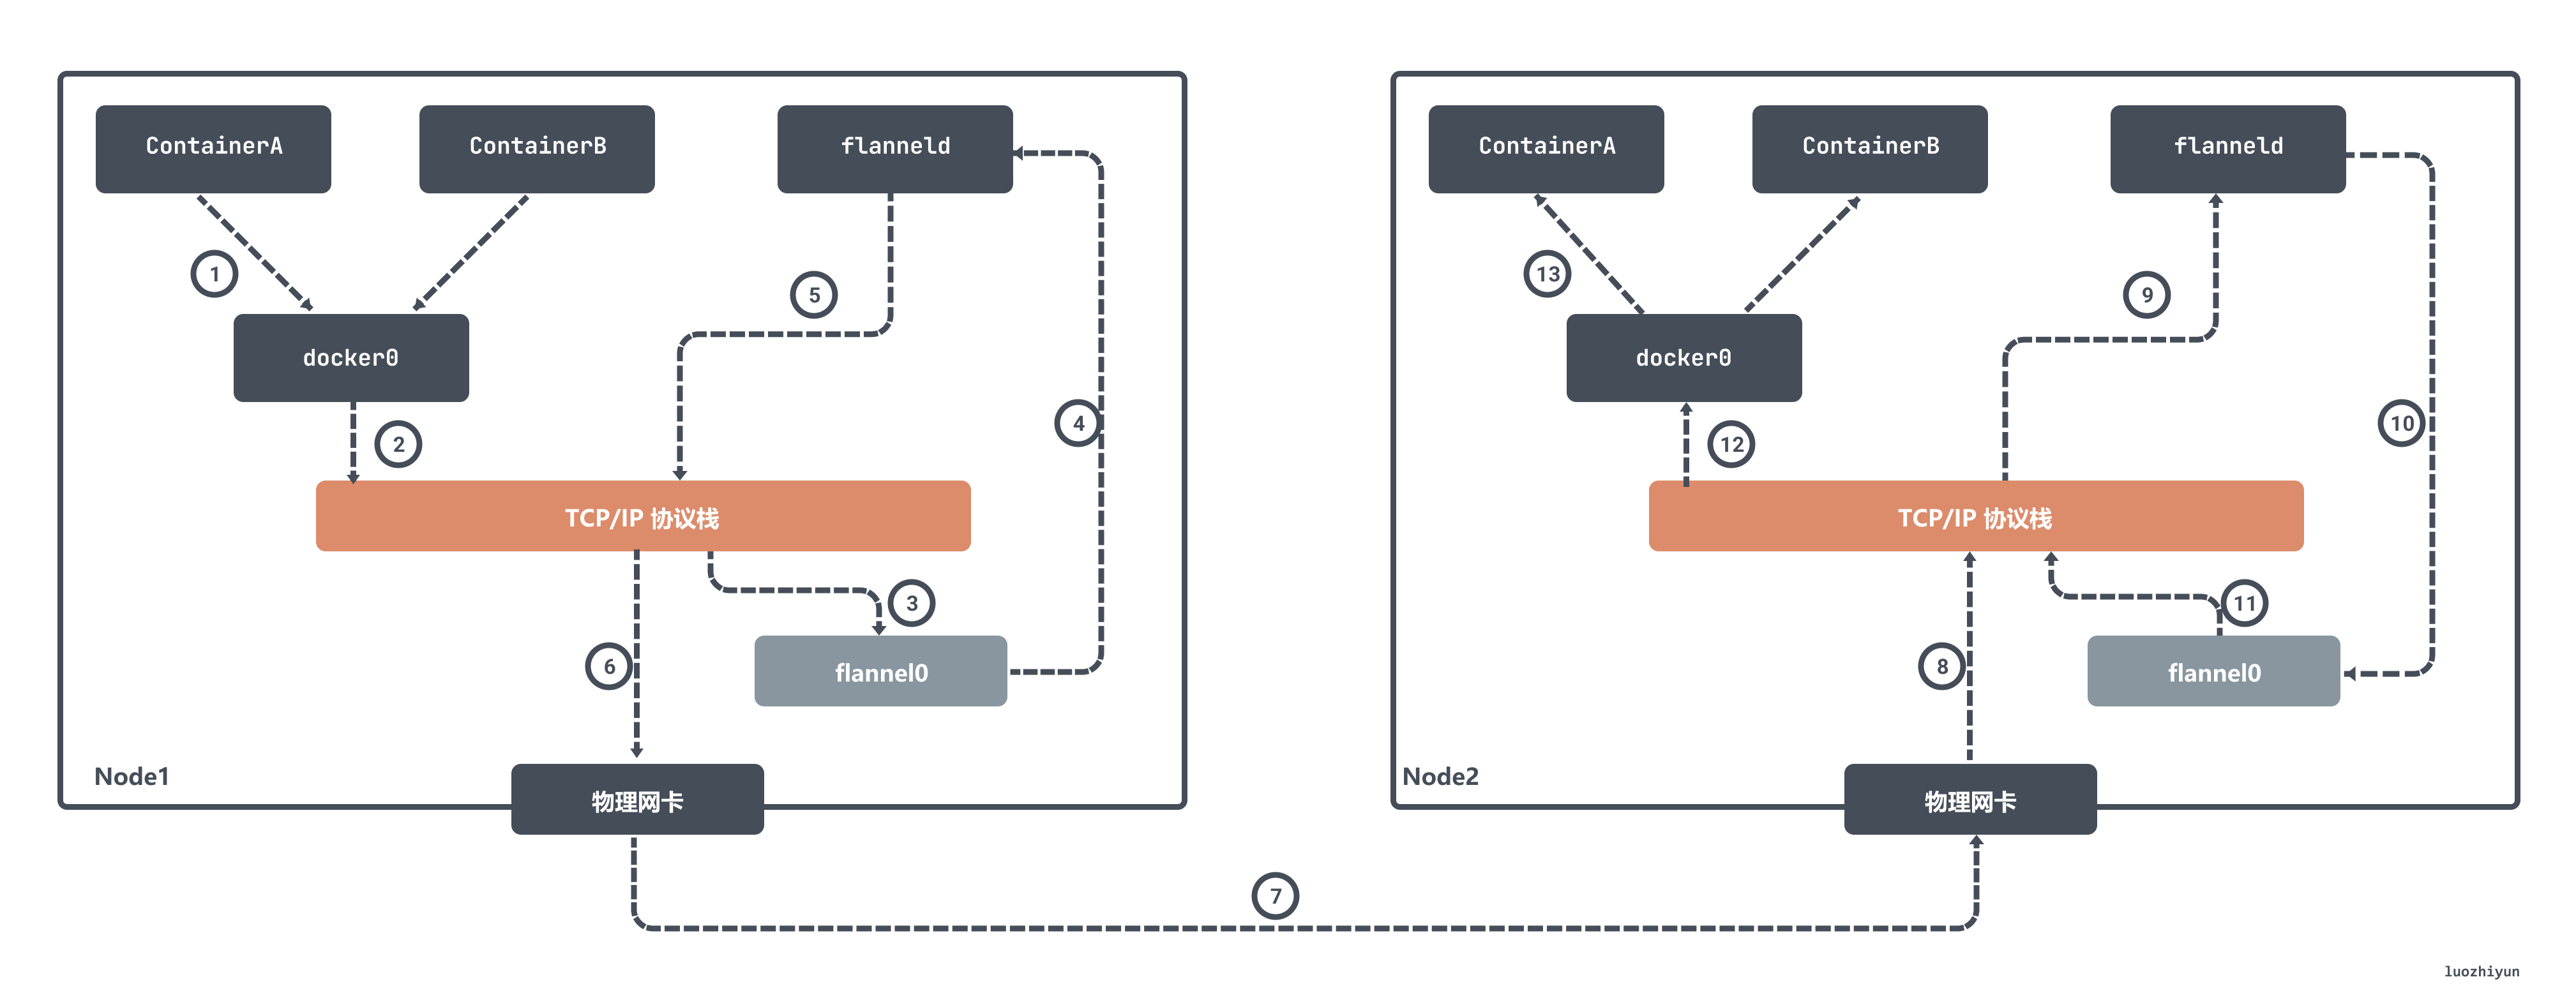 ContainerA
ContainerB
flanneld
1
5
docker0
2
4
TCP/IP 协议栈
3
6
flannel0
Node1
物理网卡
7
ContainerA
ContainerB
flanneld
13
9
docker0
12
10
TCP/IP 协议栈
11
8
flannel0
Node2
物理网卡
luozhiyun